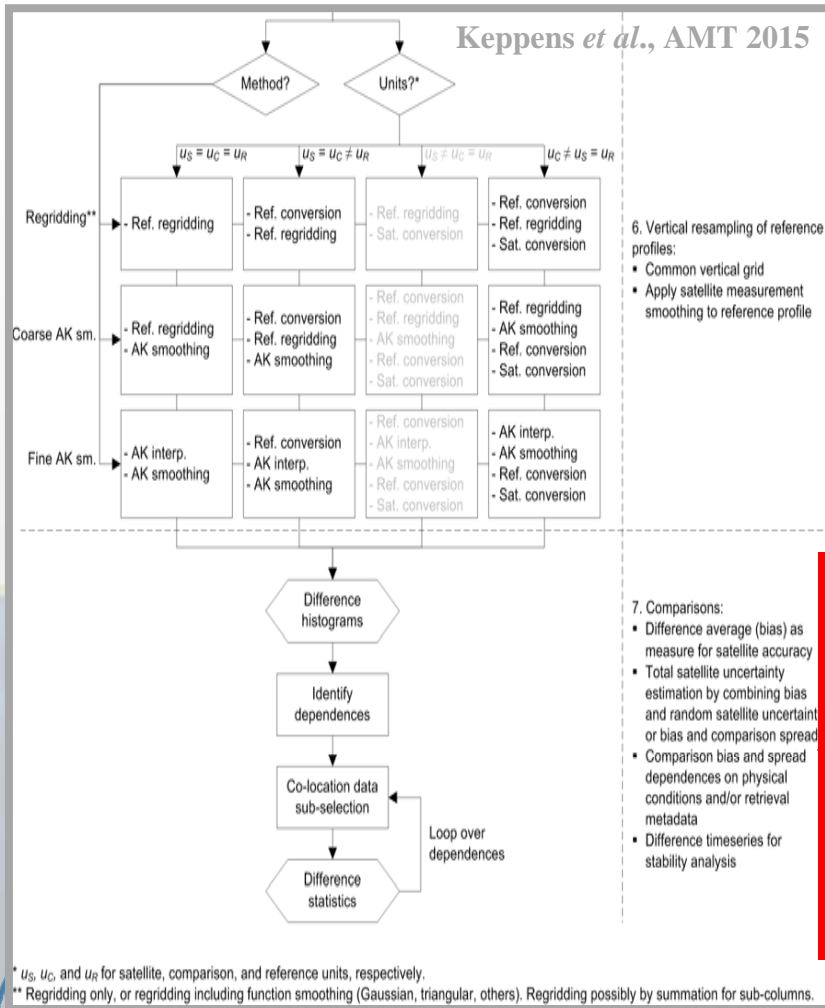 Keppens et al., AMT 2015
Method?
Units?*
uS = uC = uR
uS = uC ≠ uR
uS ≠ uC = uR
uC ≠ uS = uR
Regridding**
- Ref. regridding
- Ref. conversion
- Ref. regridding
- Ref. regridding
- Sat. conversion
- Ref. conversion
- Ref. regridding
- Sat. conversion
Coarse AK sm.
- Ref. regridding
- AK smoothing
- Ref. conversion
- Ref. regridding
- AK smoothing
- Ref. conversion
- Ref. regridding
- AK smoothing
- Ref. conversion
- Sat. conversion
- Ref. regridding
- AK smoothing
- Ref. conversion
- Sat. conversion
Fine AK sm.
- AK interp.
- AK smoothing
- Ref. conversion
- AK interp.
- AK smoothing
- Ref. conversion
- AK interp.
- AK smoothing
- Ref. conversion
- Sat. conversion
- AK interp.
- AK smoothing
- Ref. conversion
- Sat. conversion
6. Vertical resampling of reference
profiles:
▪ Common vertical grid
▪ Apply satellite measurement
smoothing to reference profile
Difference
histograms
Identify
dependences
Co-location data
sub-selection
Loop over
dependences
Difference
statistics
7. Comparisons:
▪ Difference average (bias) as
measure for satellite accuracy
▪ Total satellite uncertainty
estimation by combining bias
and random satellite uncertaint
or bias and comparison spread
▪ Comparison bias and spread
dependences on physical
conditions and/or retrieval
metadata
▪ Difference timeseries for
stability analysis
* uS, uC, and uR for satellite, comparison, and reference units, respectively.
** Regridding only, or regridding including function smoothing (Gaussian, triangular, others). Regridding possibly by summation for sub-columns.